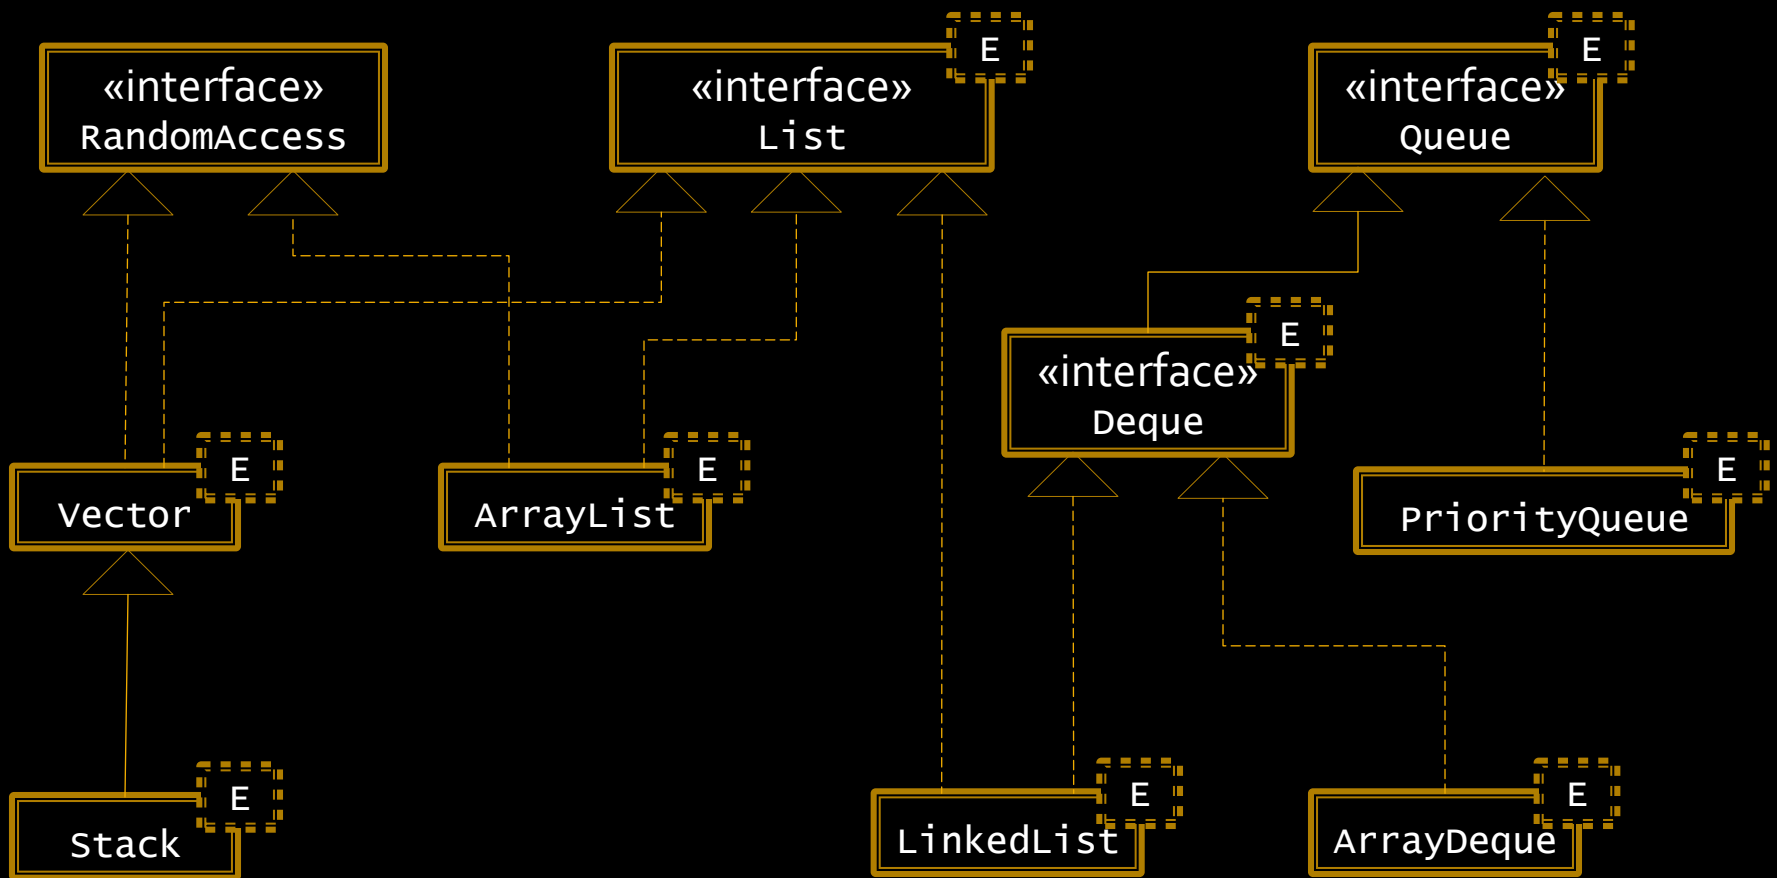 «interface»
RandomAccess
E
«interface»
List
E
«interface»
Queue
E
«interface»
Deque
E
Vector
E
ArrayList
E
PriorityQueue
E
Stack
E
LinkedList
E
ArrayDeque